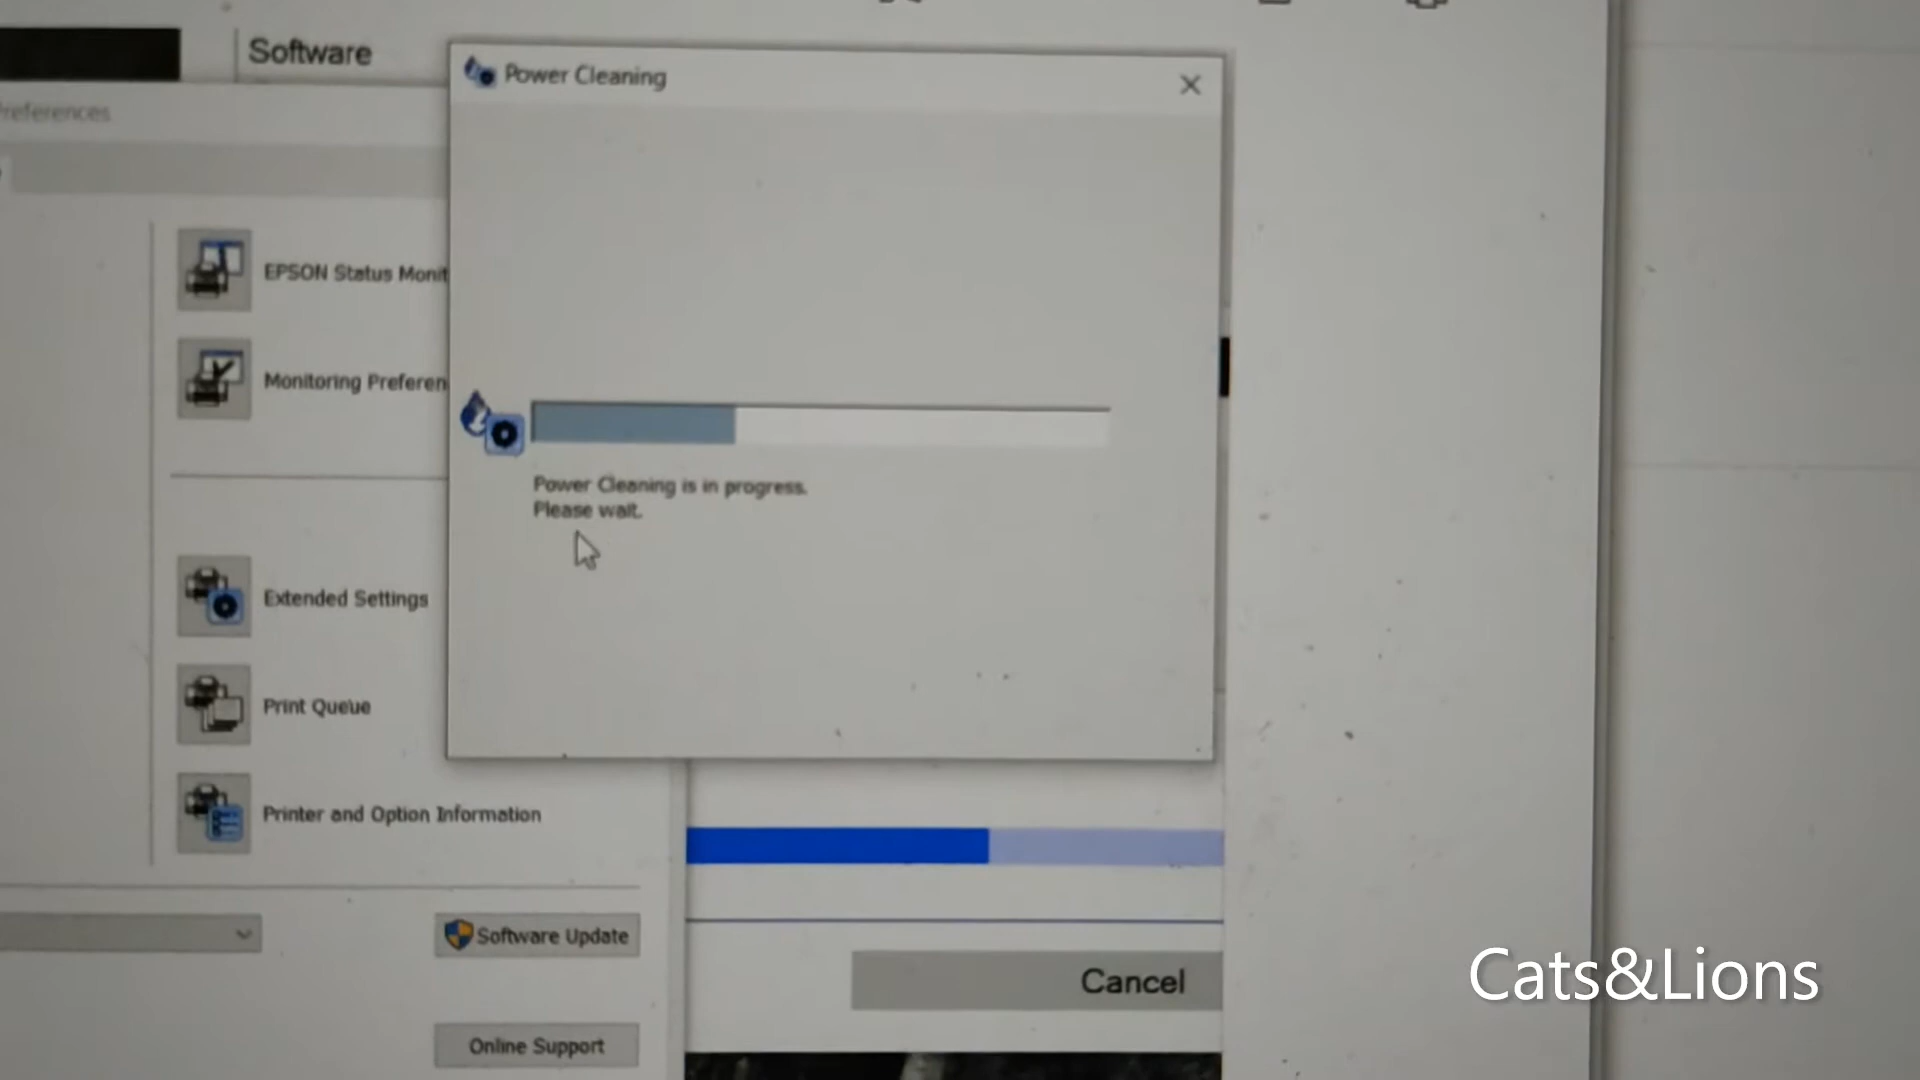 Software
Power Cleaning
Preferences
EPSON Status Monit
Monitoring Preferen
Power Cleaning is in progress.
Please wait.
Extended Settings
Print Queue
Printer and Option Information
Software Update
Cancel
Online Support
Cats&Lions